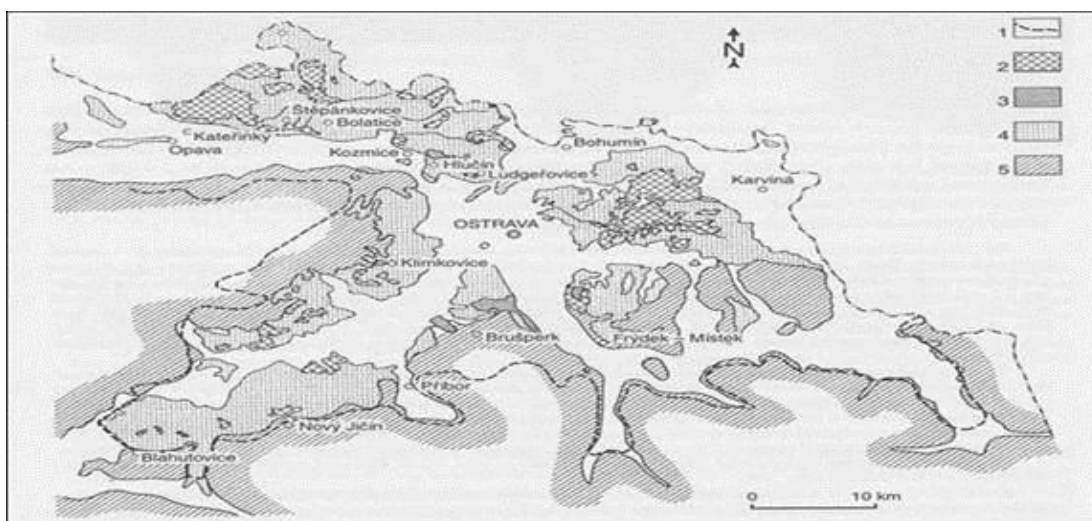 1
N
2
3
Štěpánkovice
Bolatice
4
Kateřinky
Opava
Kozmice
Bohumín
5
Hlučín
Ludgeřovice
Karviná
OSTRAVA
Klimkovice
Brušperk
Frýdek - Místek
Příbor
Nový Jičín
Blahutovice
0 10 km